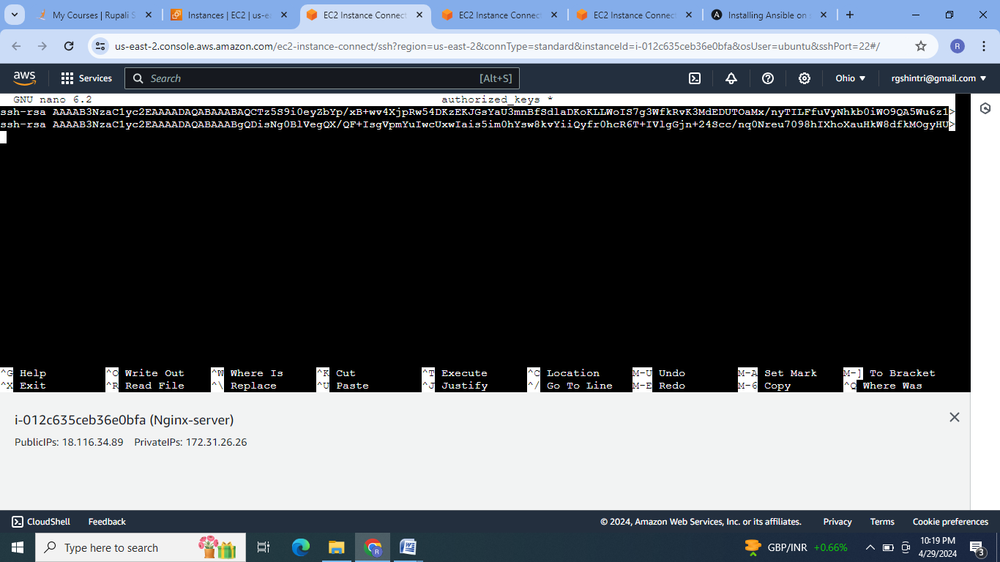 My Courses | Rupali S
Instances | EC2 | us-ea
EC2 Instance Connect
EC2 Instance Connect
EC2 Instance Connect
Installing Ansible on s
us-east-2.console.aws.amazon.com/ec2-instance-connect/ssh?region=us-east-2&connType=standard&instanceId=i-012c635ceb36e0bfa&osUser=ubuntu&sshPort=22#/
R
aws
Services
Search
[Alt+S]
Ohio
rgshintri@gmail.com
GNU nano 6.2 authorized_keys *
ssh-rsa AAAAB3NzaC1yc2EAAAADAQABAAABAQCTz5S9i0eyZbYp/xB+wv4XjpRw54DKzEKJGsYaU3mnBfSdlaDKoKLLWoIS7g3WfkRvK3MdEDUTOaMx/nyTILFfuVyNhkb0iWO9QA5Wu6z1>
ssh-rsa AAAAB3NzaC1yc2EAAAADAQABAAABgQDisNg0BlVegQX/QF+IsgVpmYuIwcUxwIais5im0hYsw8kvYiiQyfr0hcR6T+IVlgGjn+24Scc/nq0Nreu7098hIXhoXauHkW8dfkMOgyHU>
^G Help ^O Write Out ^W Where Is ^K Cut ^T Execute ^C Location M-U Undo M-A Set Mark M-] To Bracket
^X Exit ^R Read File ^\ Replace ^U Paste ^J Justify ^/ Go To Line M-E Redo M-6 Copy ^Q Where Was
i-012c635ceb36e0bfa (Nginx-server)
PublicIPs: 18.116.34.89 PrivateIPs: 172.31.26.26
CloudShell Feedback © 2024, Amazon Web Services, Inc. or its affiliates. Privacy Terms Cookie preferences
Type here to search
R
W
GBP/INR +0.66%
10:19 PM
4/29/2024
3